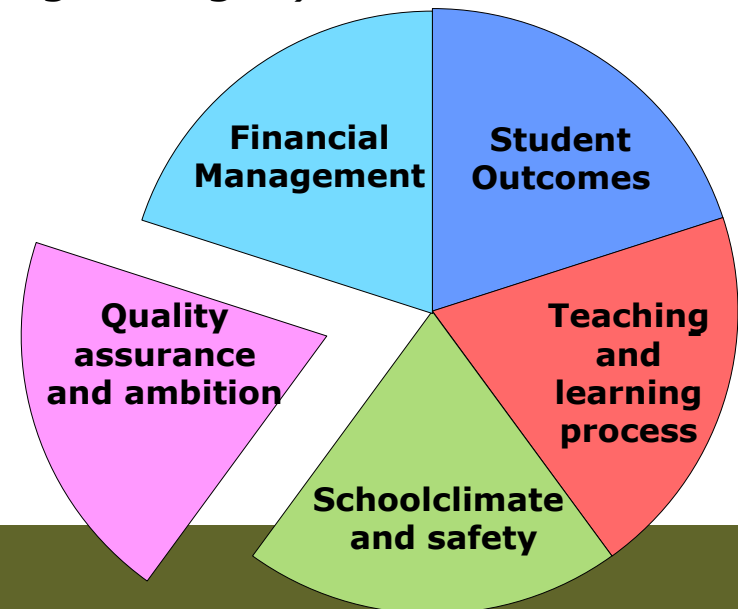 Financial
Management
Student
Outcomes
Quality
assurance
and ambition
Teaching
and
learning
process
Schoolclimate
and safety